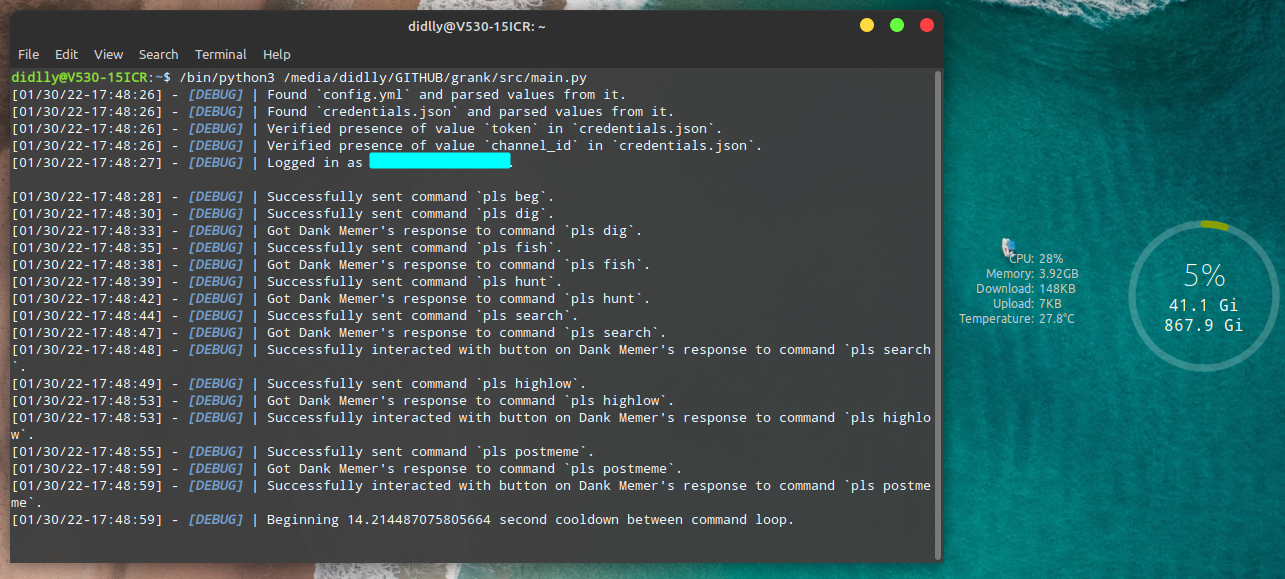 didlly@V530-15ICR: ~
File Edit View Search Terminal Help
didlly@V530-15ICR:~$ /bin/python3 /media/didlly/GITHUB/grank/src/main.py
[01/30/22-17:48:26] - [DEBUG] | Found `config.yml` and parsed values from it.
[01/30/22-17:48:26] - [DEBUG] | Found `credentials.json` and parsed values from it.
[01/30/22-17:48:26] - [DEBUG] | Verified presence of value `token` in `credentials.json`.
[01/30/22-17:48:26] - [DEBUG] | Verified presence of value `channel_id` in `credentials.json`.
[01/30/22-17:48:27] - [DEBUG] | Logged in as .
[01/30/22-17:48:28] - [DEBUG] | Successfully sent command `pls beg`.
[01/30/22-17:48:30] - [DEBUG] | Successfully sent command `pls dig`.
[01/30/22-17:48:33] - [DEBUG] | Got Dank Memer's response to command `pls dig`.
[01/30/22-17:48:35] - [DEBUG] | Successfully sent command `pls fish`.
[01/30/22-17:48:38] - [DEBUG] | Got Dank Memer's response to command `pls fish`.
[01/30/22-17:48:39] - [DEBUG] | Successfully sent command `pls hunt`.
[01/30/22-17:48:42] - [DEBUG] | Got Dank Memer's response to command `pls hunt`.
[01/30/22-17:48:44] - [DEBUG] | Successfully sent command `pls search`.
[01/30/22-17:48:47] - [DEBUG] | Got Dank Memer's response to command `pls search`.
[01/30/22-17:48:48] - [DEBUG] | Successfully interacted with button on Dank Memer's response to command `pls search
`.
[01/30/22-17:48:49] - [DEBUG] | Successfully sent command `pls highlow`.
[01/30/22-17:48:53] - [DEBUG] | Got Dank Memer's response to command `pls highlow`.
[01/30/22-17:48:53] - [DEBUG] | Successfully interacted with button on Dank Memer's response to command `pls highlo
w`.
[01/30/22-17:48:55] - [DEBUG] | Successfully sent command `pls postmeme`.
[01/30/22-17:48:59] - [DEBUG] | Got Dank Memer's response to command `pls postmeme`.
[01/30/22-17:48:59] - [DEBUG] | Successfully interacted with button on Dank Memer's response to command `pls postme
me`.
[01/30/22-17:48:59] - [DEBUG] | Beginning 14.214487075805664 second cooldown between command loop.
CPU: 28%
Memory: 3.92GB
Download: 148KB
Upload: 7KB
Temperature: 27.8°C
5%
41.1 Gi
867.9 Gi